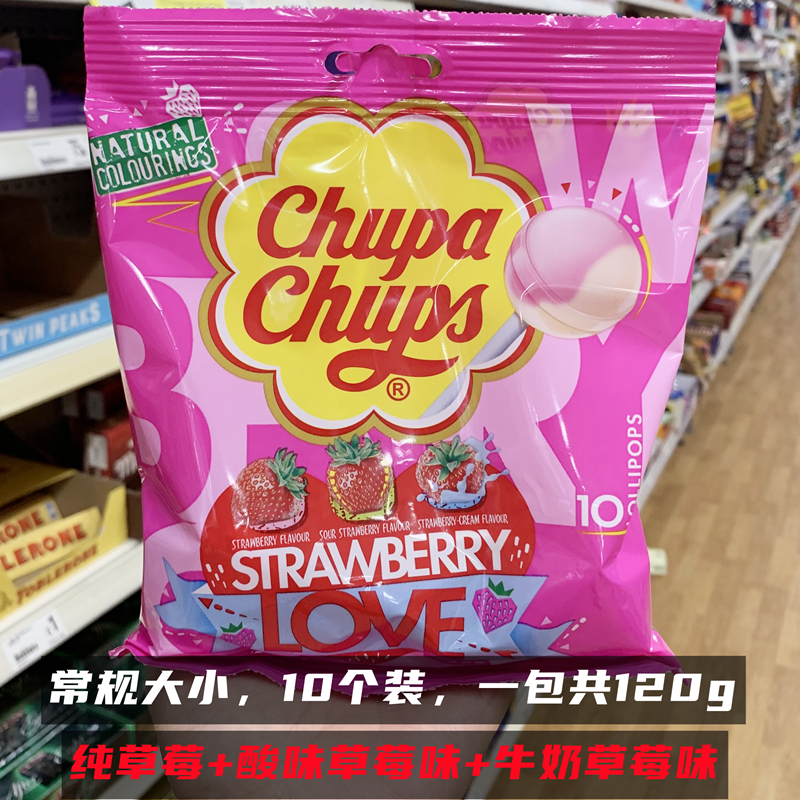 NATURAL
COLOURINGS
Chupa
Chups
®
TWIN PEAKS
10
LOLLIPOPS
STRAWBERRY FLAVOUR
SOUR STRAWBERRY FLAVOUR
STRAWBERRY-CREAM FLAVOUR
STRAWBERRY
LOVE
TOBLERONE
常规大小，10个装，一包共120g
纯草莓+酸味草莓味+牛奶草莓味